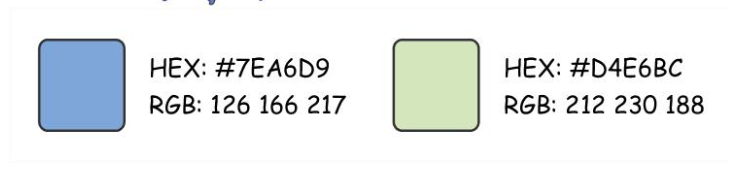 HEX: #7EA6D9
RGB: 126 166 217
HEX: #D4E6BC
RGB: 212 230 188